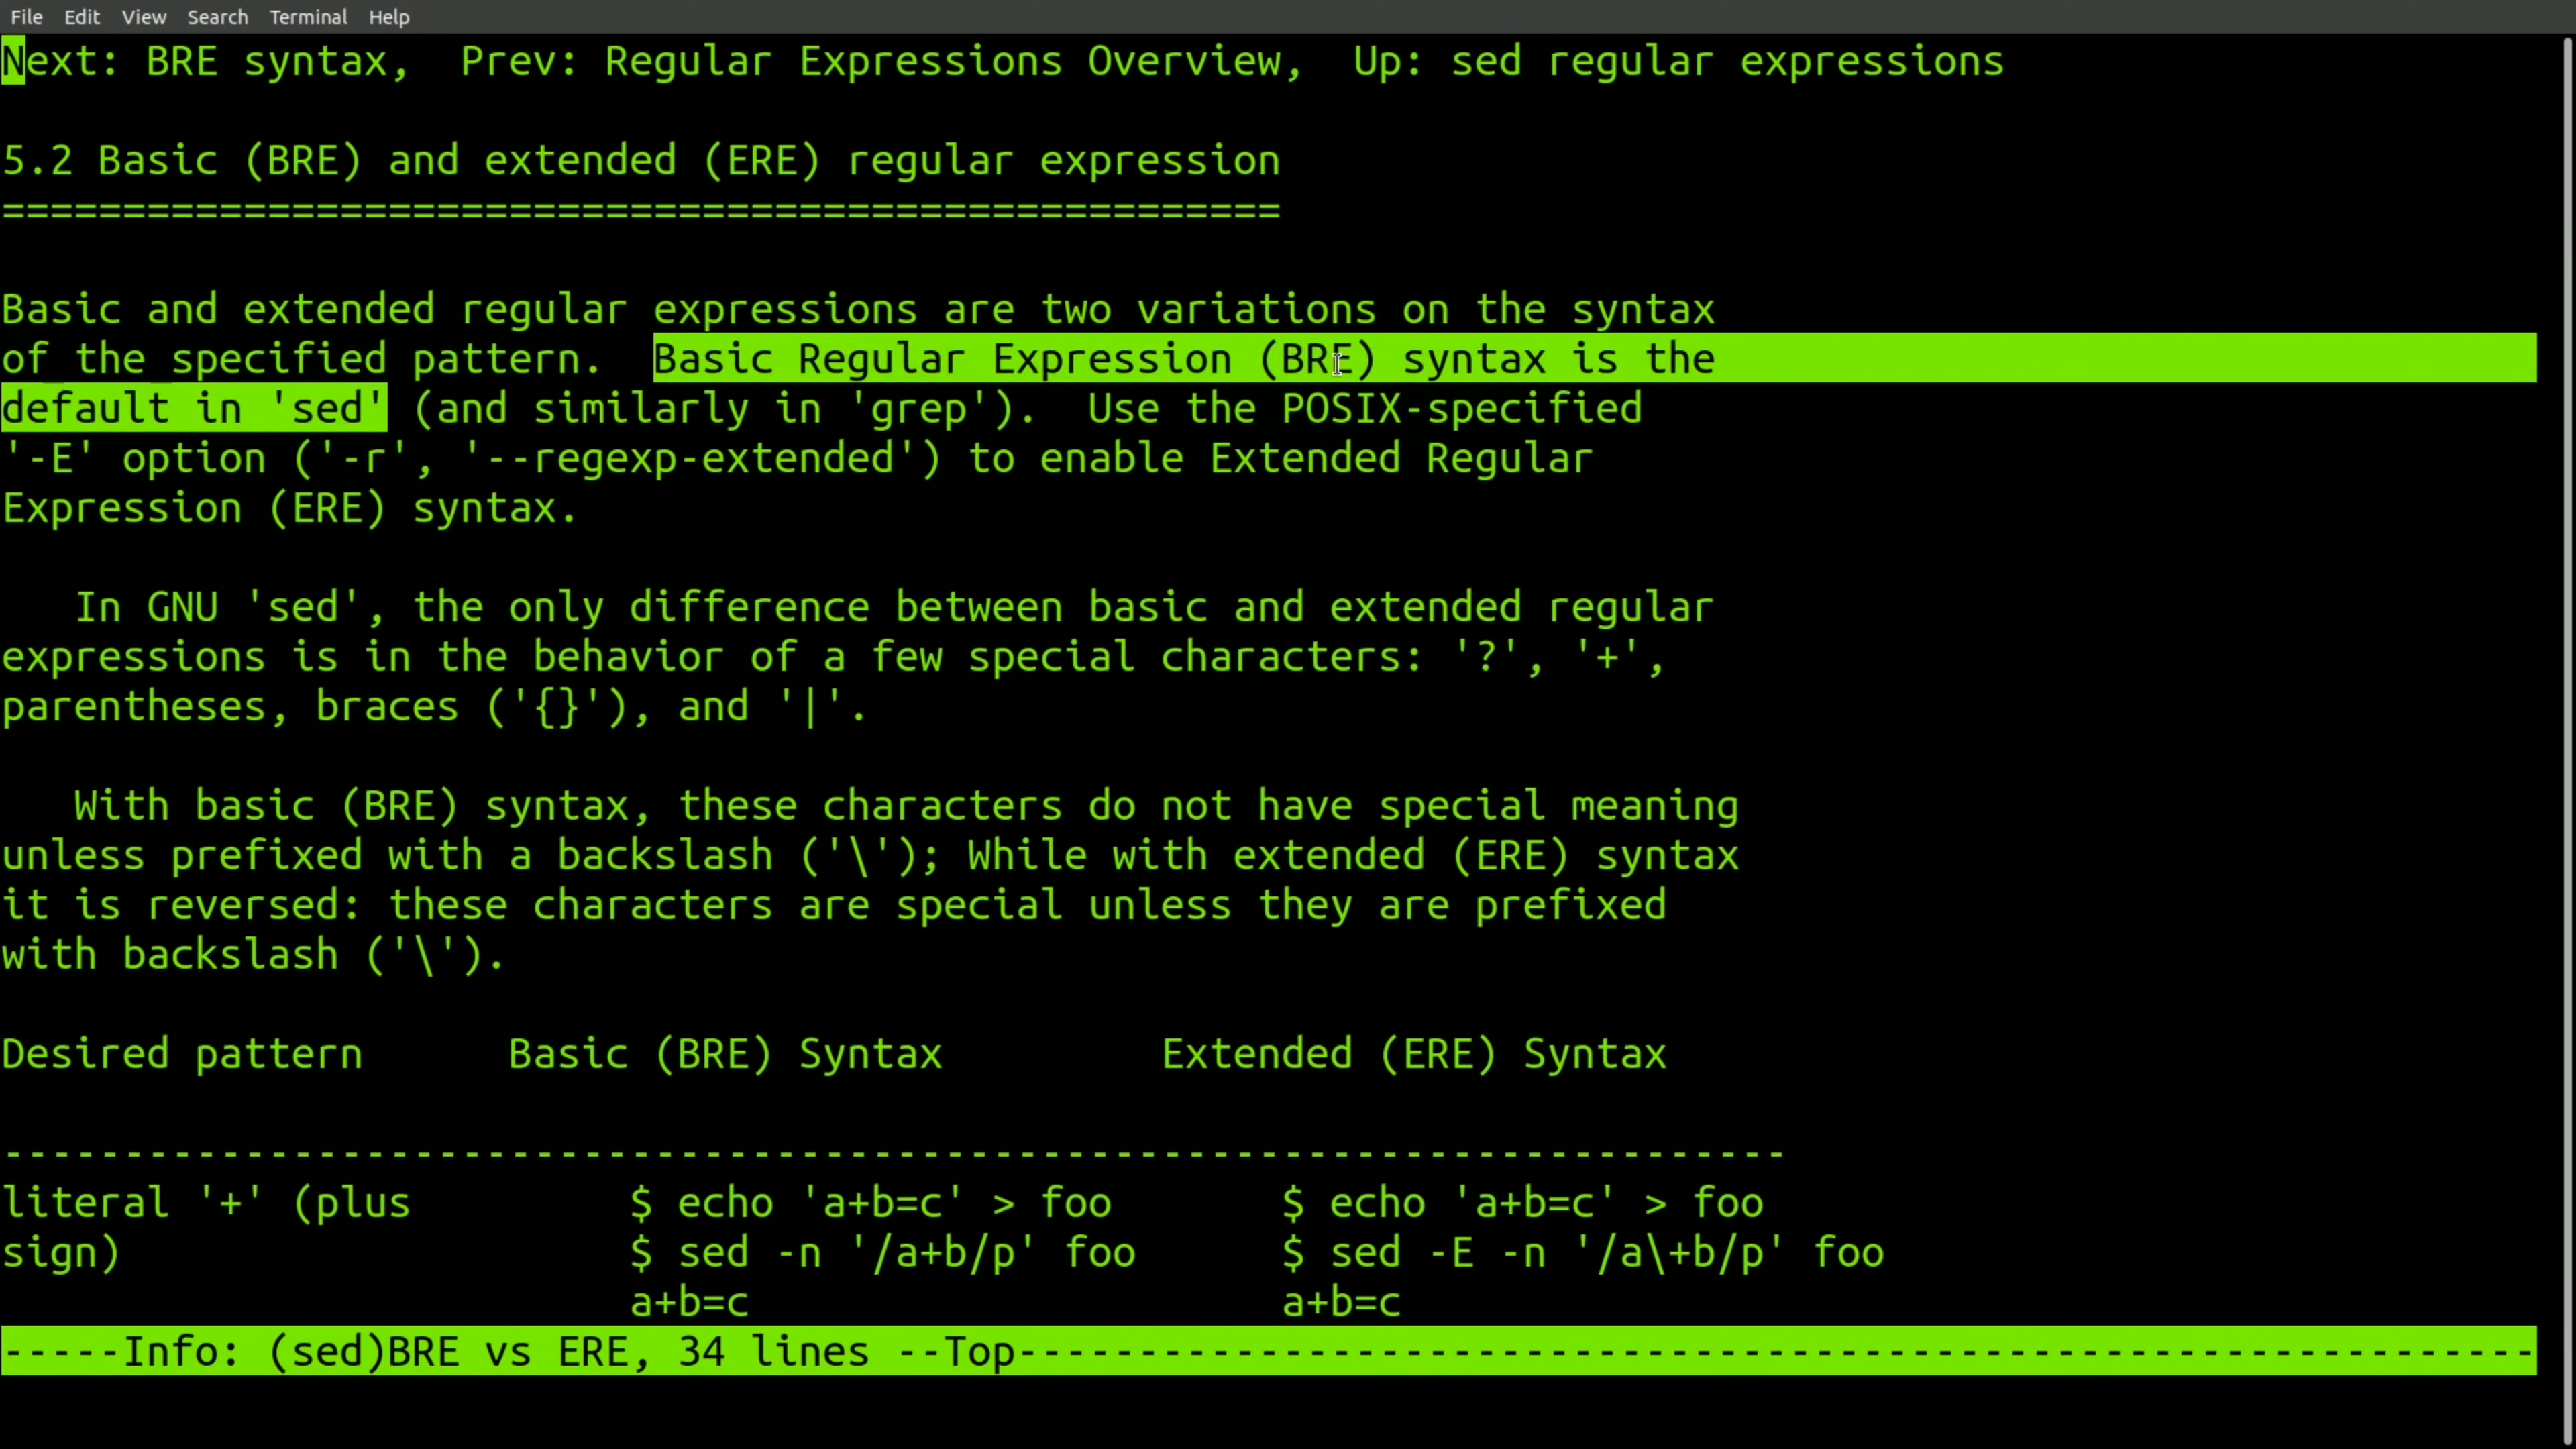 File Edit View Search Terminal Help
Next: BRE syntax,  Prev: Regular Expressions Overview,  Up: sed regular expressions
5.2 Basic (BRE) and extended (ERE) regular expression
=====================================================
Basic and extended regular expressions are two variations on the syntax
of the specified pattern.  Basic Regular Expression (BRE) syntax is the
default in 'sed' (and similarly in 'grep').  Use the POSIX-specified
'-E' option ('-r', '--regexp-extended') to enable Extended Regular
Expression (ERE) syntax.
   In GNU 'sed', the only difference between basic and extended regular
expressions is in the behavior of a few special characters: '?', '+',
parentheses, braces ('{}'), and '|'.
   With basic (BRE) syntax, these characters do not have special meaning
unless prefixed with a backslash ('\'); While with extended (ERE) syntax
it is reversed: these characters are special unless they are prefixed
with backslash ('\').
Desired pattern      Basic (BRE) Syntax         Extended (ERE) Syntax
--------------------------------------------------------------------------
literal '+' (plus         $ echo 'a+b=c' > foo       $ echo 'a+b=c' > foo
sign)                     $ sed -n '/a+b/p' foo      $ sed -E -n '/a\+b/p' foo
                          a+b=c                      a+b=c
-----Info: (sed)BRE vs ERE, 34 lines --Top---------------------------------------------------------------